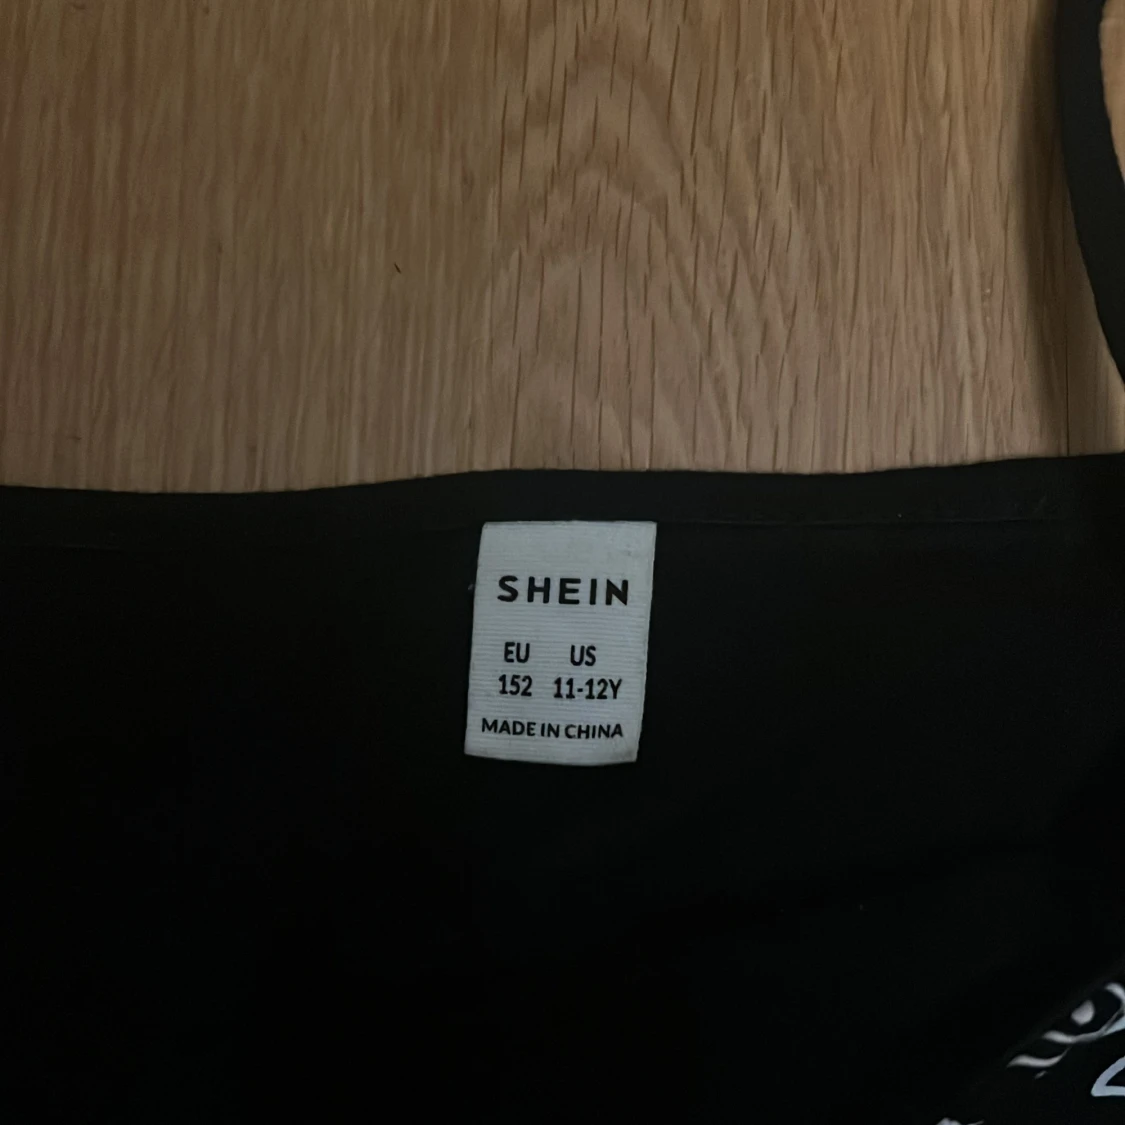 SHEIN
EU US
152 11-12Y
MADE IN CHINA